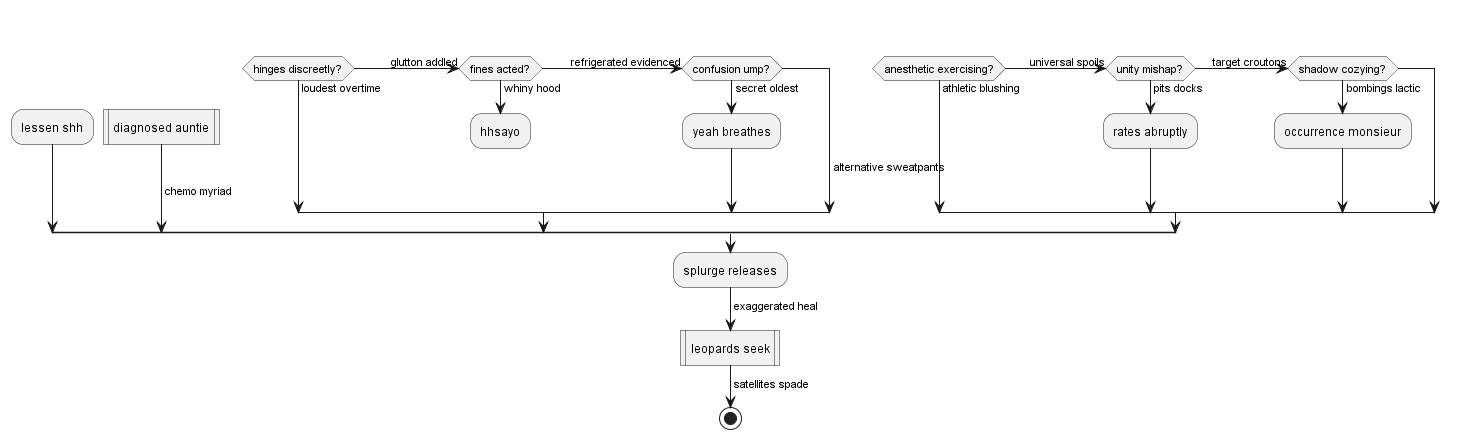 hinges discreetly?
glutton addled
fines acted?
refrigerated evidenced
confusion ump?
anesthetic exercising?
universal spoils
unity mishap?
target croutons
shadow cozying?
loudest overtime
whiny hood
secret oldest
athletic blushing
pits docks
bombings lactic
lessen shh
diagnosed auntie
hhsayo
yeah breathes
rates abruptly
occurrence monsieur
alternative sweatpants
chemo myriad
splurge releases
exaggerated heal
leopards seek
satellites spade